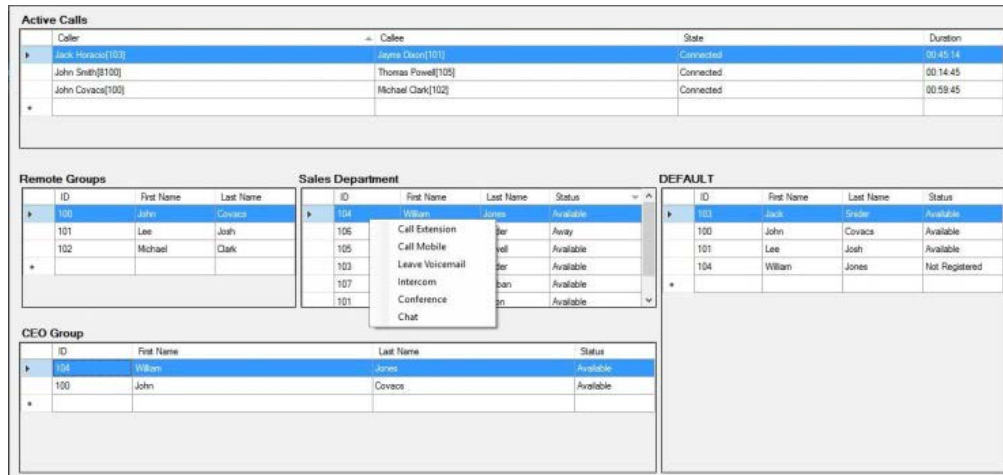 Active Calls
Caller Callee State Duration
Jack Horacio[103] Jayme Dixon[101] Connected 00:45:14
John Smith[8100] Thomas Powell[105] Connected 00:14:45
John Covacs[100] Michael Clark[102] Connected 00:59:45
Remote Groups
ID First Name Last Name
100 John Covacs
101 Lee Josh
102 Michael Clark
Sales Department
ID First Name Last Name Status
104 William Jones Available
106 der Away
105 vell Available
103 der Available
107 ban Available
101 on Available
Call Extension
Call Mobile
Leave Voicemail
Intercom
Conference
Chat
DEFAULT
ID First Name Last Name Status
103 Jack Snider Available
100 John Covacs Available
101 Lee Josh Available
104 William Jones Not Registered
CEO Group
ID First Name Last Name Status
104 William Jones Available
100 John Covacs Available